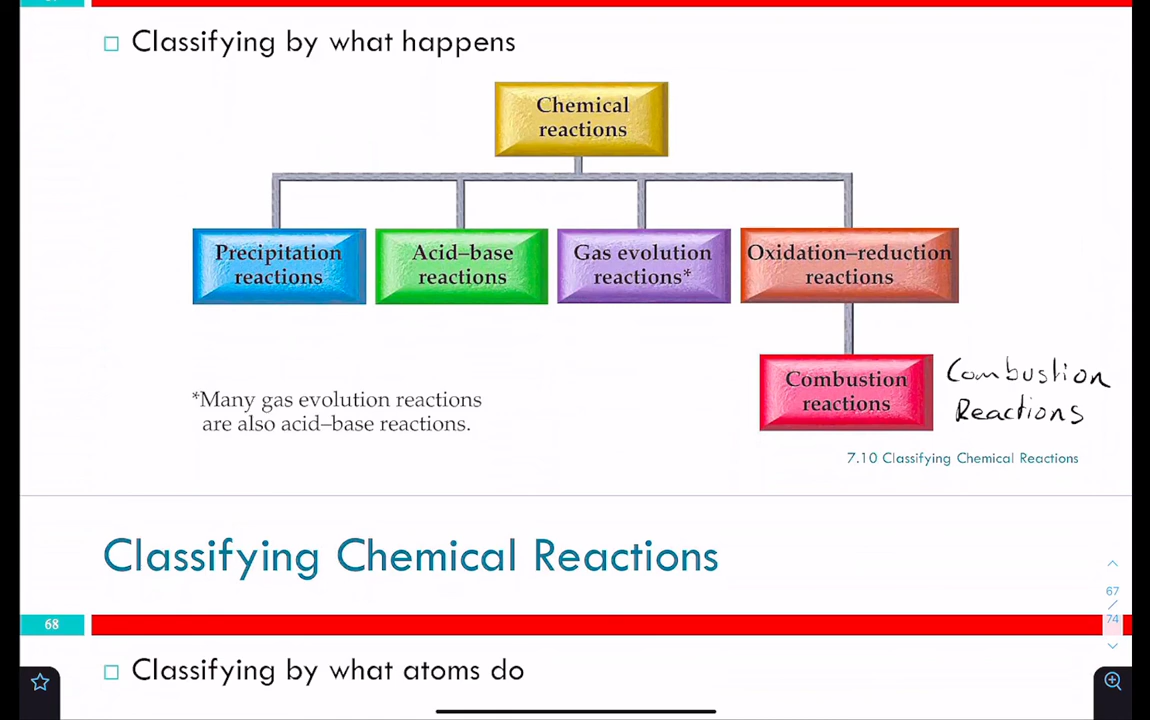 Classifying by what happens
Chemical
reactions
Precipitation
reactions
Acid–base
reactions
Gas evolution
reactions*
Oxidation–reduction
reactions
Combustion
reactions
Combustion
Reactions
*Many gas evolution reactions
are also acid–base reactions.
7.10 Classifying Chemical Reactions
Classifying Chemical Reactions
67
/
74
68
Classifying by what atoms do